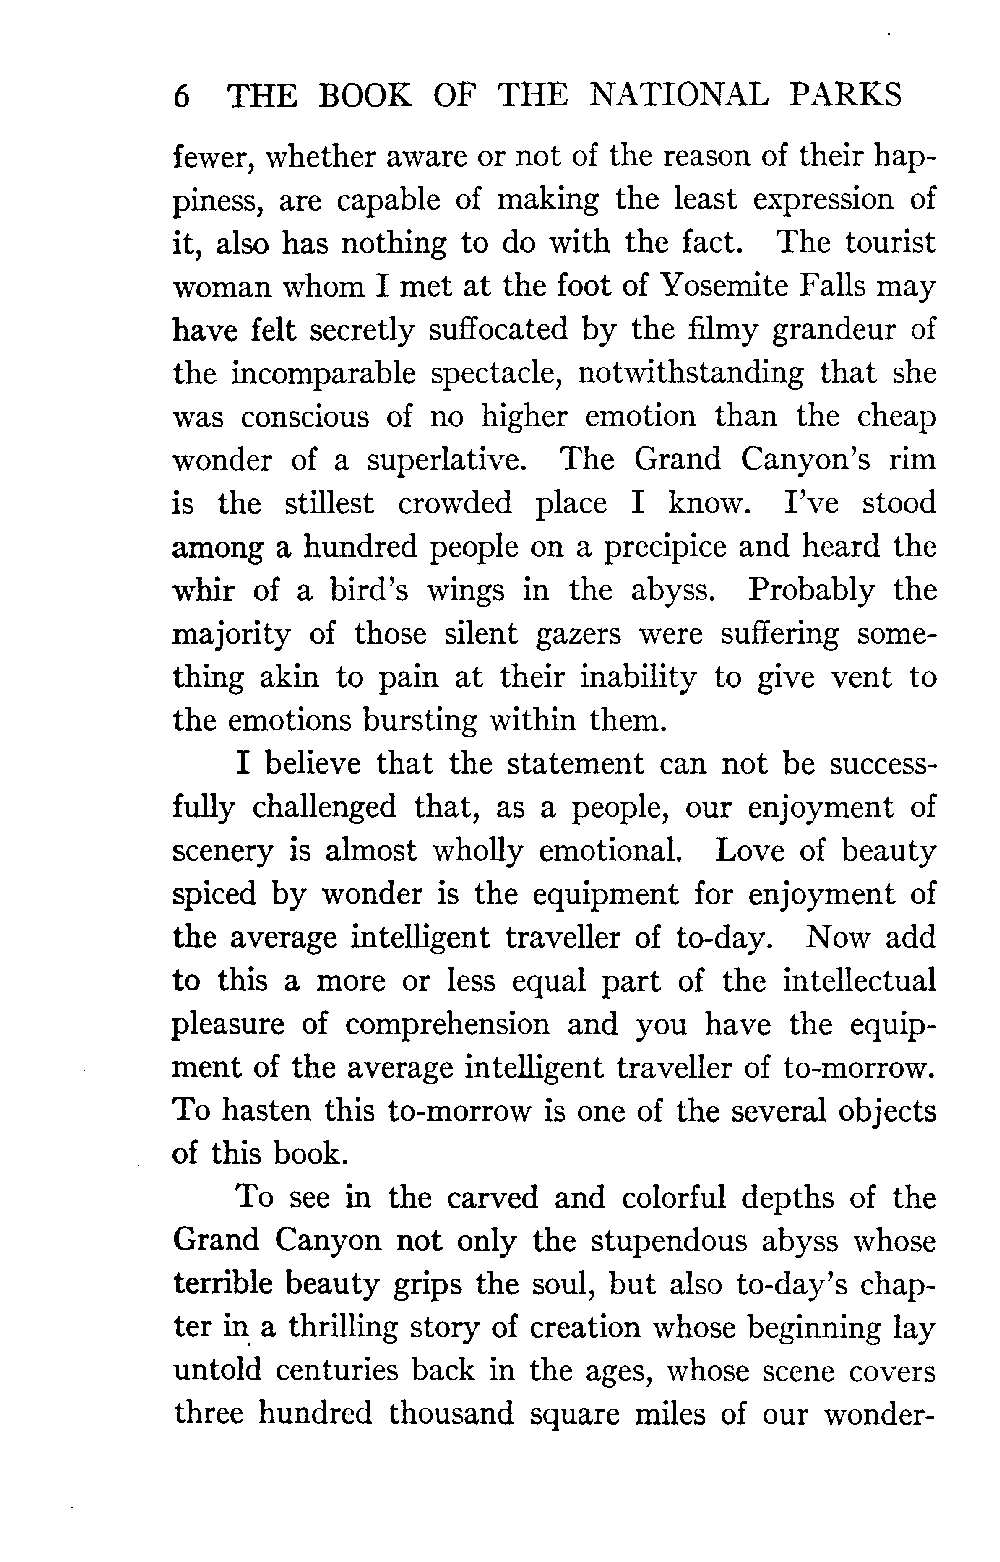 6 THE BOOK OF THE NATIONAL PARKS
fewer, whether aware or not of the reason of their hap-
piness, are capable of making the least expression of
it, also has nothing to do with the fact. The tourist
woman whom I met at the foot of Yosemite Falls may
have felt secretly suffocated by the filmy grandeur of
the incomparable spectacle, notwithstanding that she
was conscious of no higher emotion than the cheap
wonder of a superlative. The Grand Canyon's rim
is the stillest crowded place I know. I've stood
among a hundred people on a precipice and heard the
whir of a bird's wings in the abyss. Probably the
majority of those silent gazers were suffering some-
thing akin to pain at their inability to give vent to
the emotions bursting within them.
I believe that the statement can not be success-
fully challenged that, as a people, our enjoyment of
scenery is almost wholly emotional. Love of beauty
spiced by wonder is the equipment for enjoyment of
the average intelligent traveller of to-day. Now add
to this a more or less equal part of the intellectual
pleasure of comprehension and you have the equip-
ment of the average intelligent traveller of to-morrow.
To hasten this to-morrow is one of the several objects
of this book.
To see in the carved and colorful depths of the
Grand Canyon not only the stupendous abyss whose
terrible beauty grips the soul, but also to-day's chap-
ter in a thrilling story of creation whose beginning lay
untold centuries back in the ages, whose scene covers
three hundred thousand square miles of our wonder-